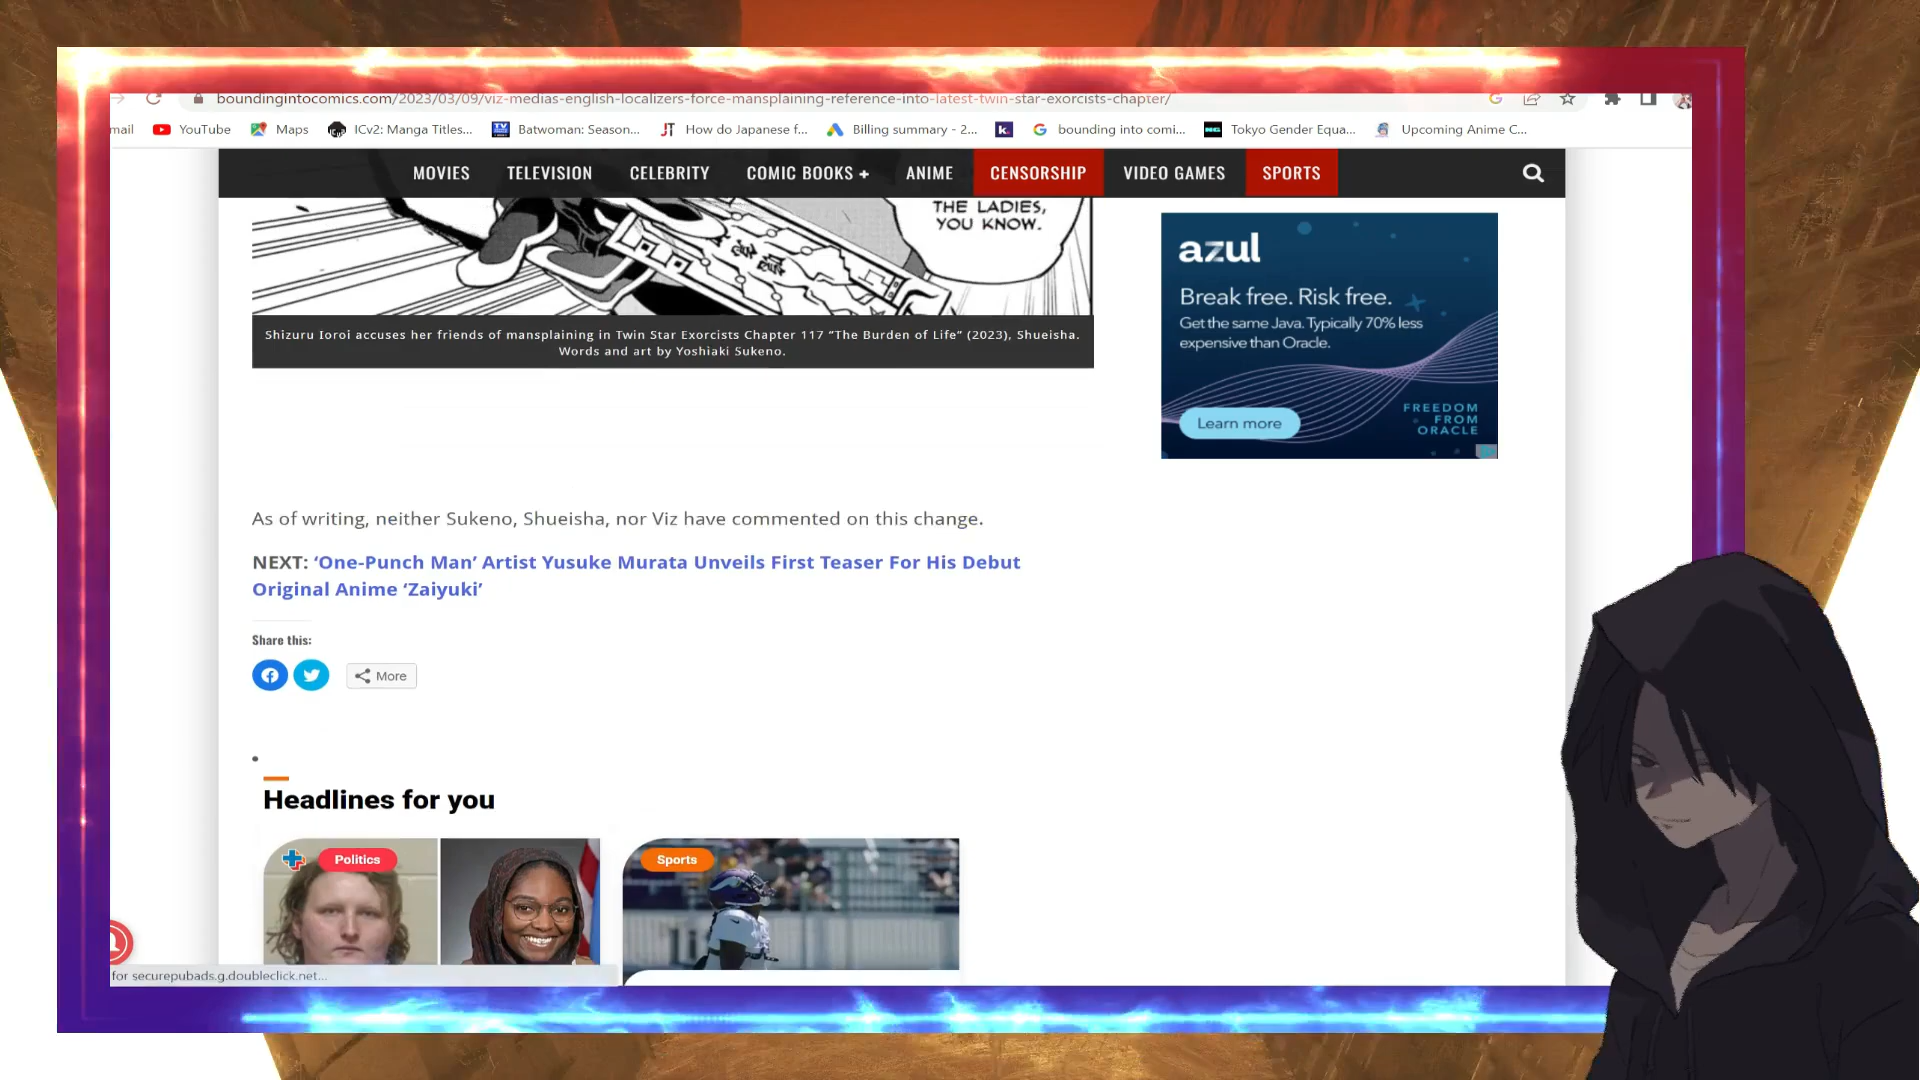 boundingintocomics.com/2023/03/09/viz-medias-english-localizers-force-mansplaining-reference-into-latest-twin-star-exorcists-chapter/
mail YouTube Maps ICv2: Manga Titles... Batwoman: Season... How do Japanese f... Billing summary - 2... bounding into comi... Tokyo Gender Equa... Upcoming Anime C...
MOVIES TELEVISION CELEBRITY COMIC BOOKS + ANIME CENSORSHIP VIDEO GAMES SPORTS
THE LADIES,
YOU KNOW.
Shizuru Ioroi accuses her friends of mansplaining in Twin Star Exorcists Chapter 117 “The Burden of Life” (2023), Shueisha.
Words and art by Yoshiaki Sukeno.
azul
Break free. Risk free.
Get the same Java. Typically 70% less
expensive than Oracle.
Learn more
FREEDOM
FROM
ORACLE
As of writing, neither Sukeno, Shueisha, nor Viz have commented on this change.
NEXT: ‘One-Punch Man’ Artist Yusuke Murata Unveils First Teaser For His Debut
Original Anime ‘Zaiyuki’
Share this:
More
Headlines for you
Politics
Sports
for securepubads.g.doubleclick.net...